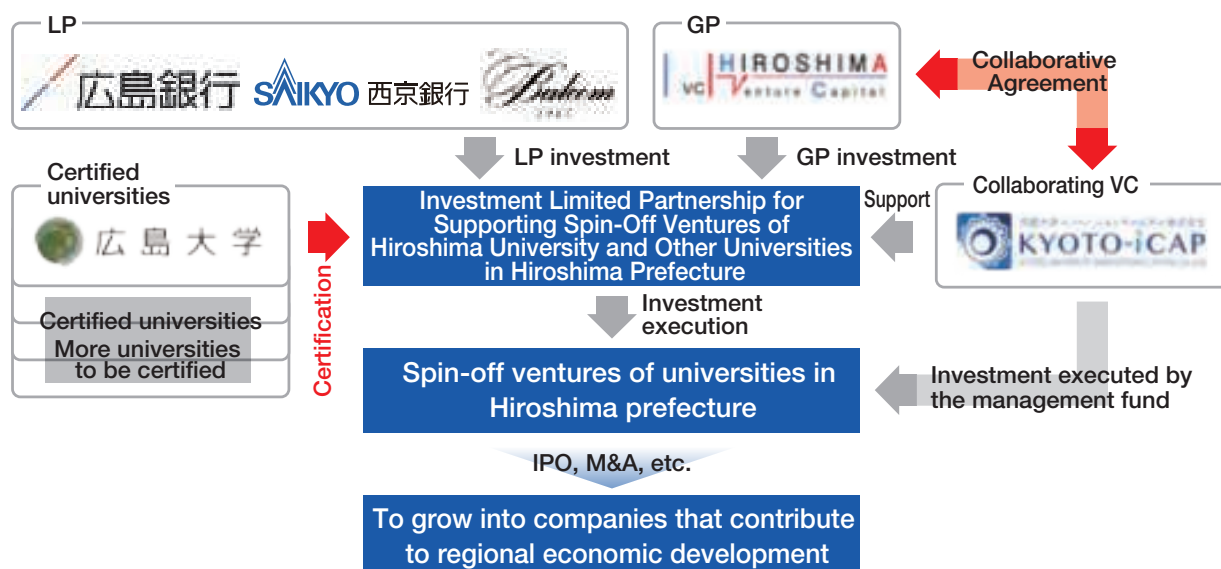 LP
広島銀行
SAIKYO 西京銀行
GP
VC HIROSHIMA
Venture Capital
Collaborative
Agreement
LP investment
GP investment
Certified
universities
広島大学
Certified universities
More universities
to be certified
Certification
Investment Limited Partnership for
Supporting Spin-Off Ventures of
Hiroshima University and Other Universities
in Hiroshima Prefecture
Support
Collaborating VC
KYOTO-iCAP
Investment
execution
Spin-off ventures of universities in
Hiroshima prefecture
Investment executed by
the management fund
IPO, M&A, etc.
To grow into companies that contribute
to regional economic development